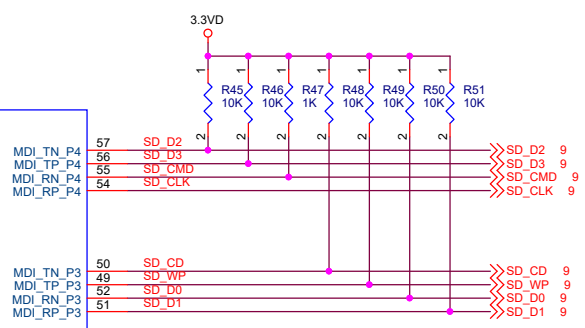 3.3VD
1 1 1 1 1 1 1
R45 R46 R47 R48 R49 R50 R51
10K 10K 1K 10K 10K 10K 10K
2 2 2 2 2 2 2
MDI_TN_P4 57 SD_D2 SD_D2 9
MDI_TP_P4 56 SD_D3 SD_D3 9
MDI_RN_P4 55 SD_CMD SD_CMD 9
MDI_RP_P4 54 SD_CLK SD_CLK 9
MDI_TN_P3 50 SD_CD SD_CD 9
MDI_TP_P3 49 SD_WP SD_WP 9
MDI_RN_P3 52 SD_D0 SD_D0 9
MDI_RP_P3 51 SD_D1 SD_D1 9